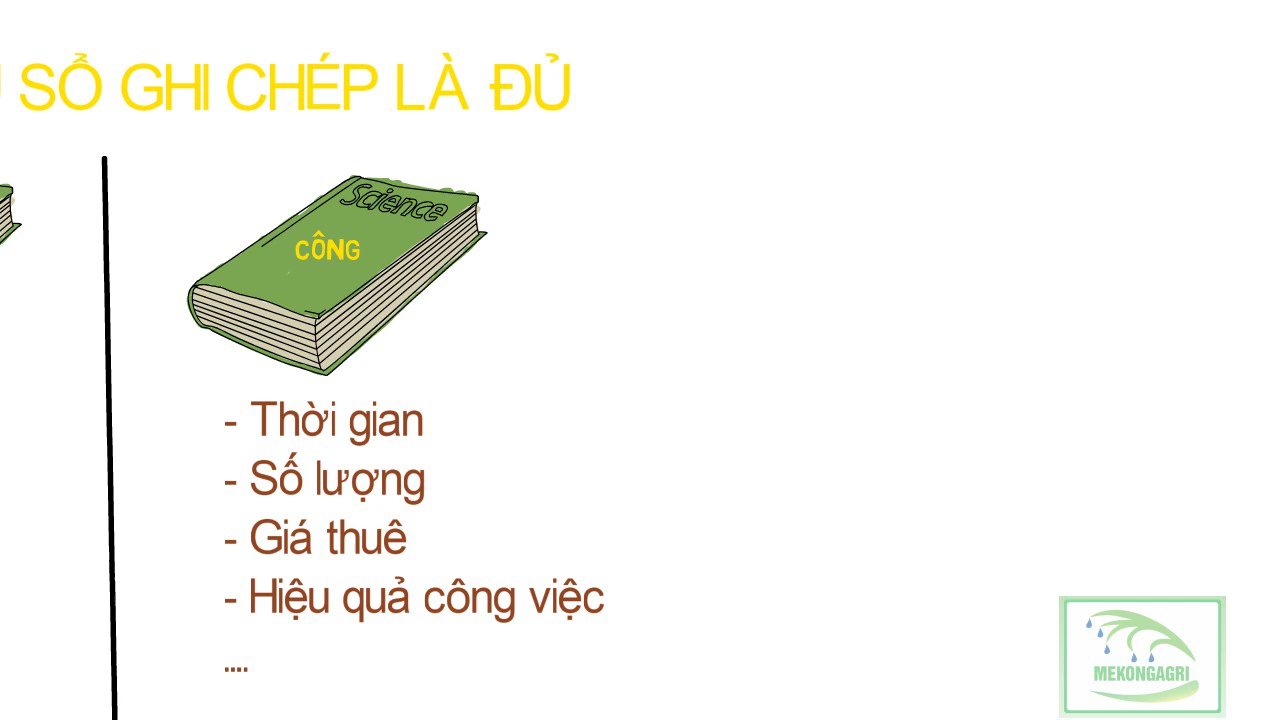 SỔ GHI CHÉP LÀ ĐỦ
Science
CÔNG
- Thời gian
- Số lượng
- Giá thuê
- Hiệu quả công việc
....
MEKONGAGRI